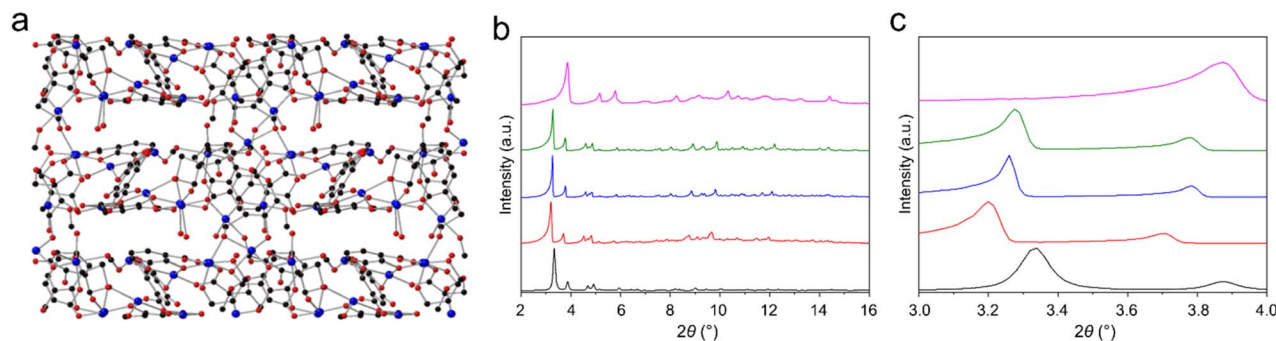 a
b
Intensity (a.u.)
2 4 6 8 10 12 14 16
2θ (°)
c
Intensity (a.u.)
3.0 3.2 3.4 3.6 3.8 4.0
2θ (°)